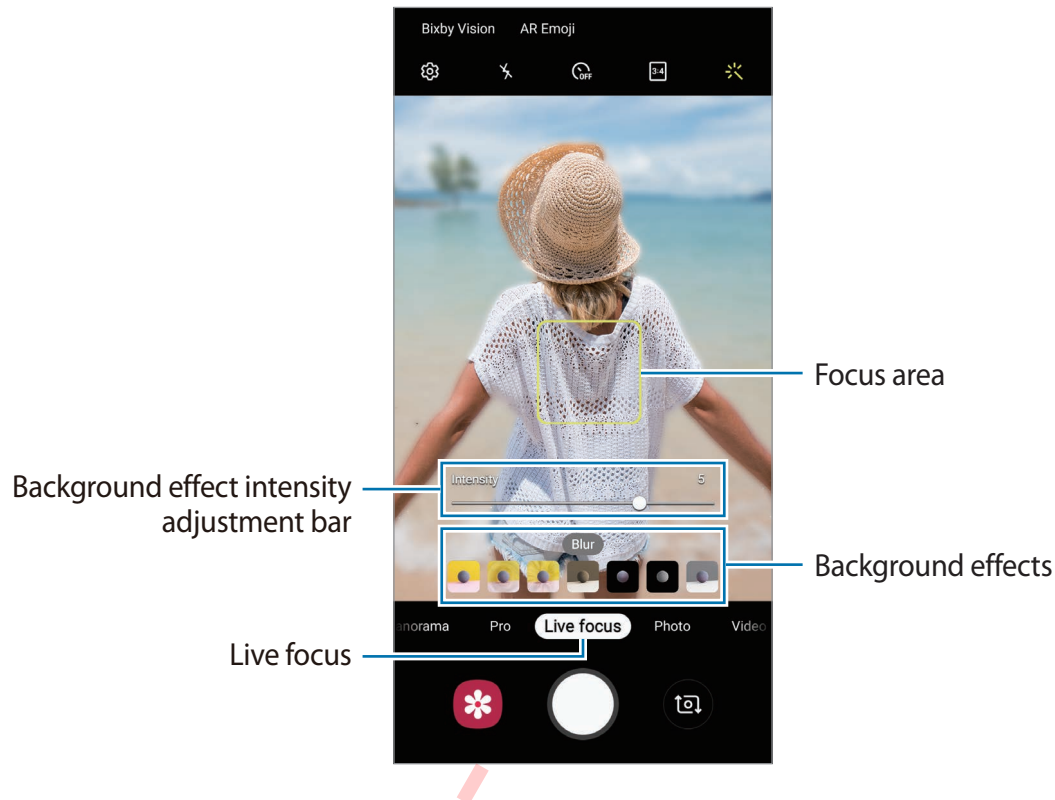 Bixby Vision AR Emoji
OFF 3:4
Focus area
Intensity 5
Background effect intensity
adjustment bar
Blur
Background effects
anorama Pro Live focus Photo Video
Live focus